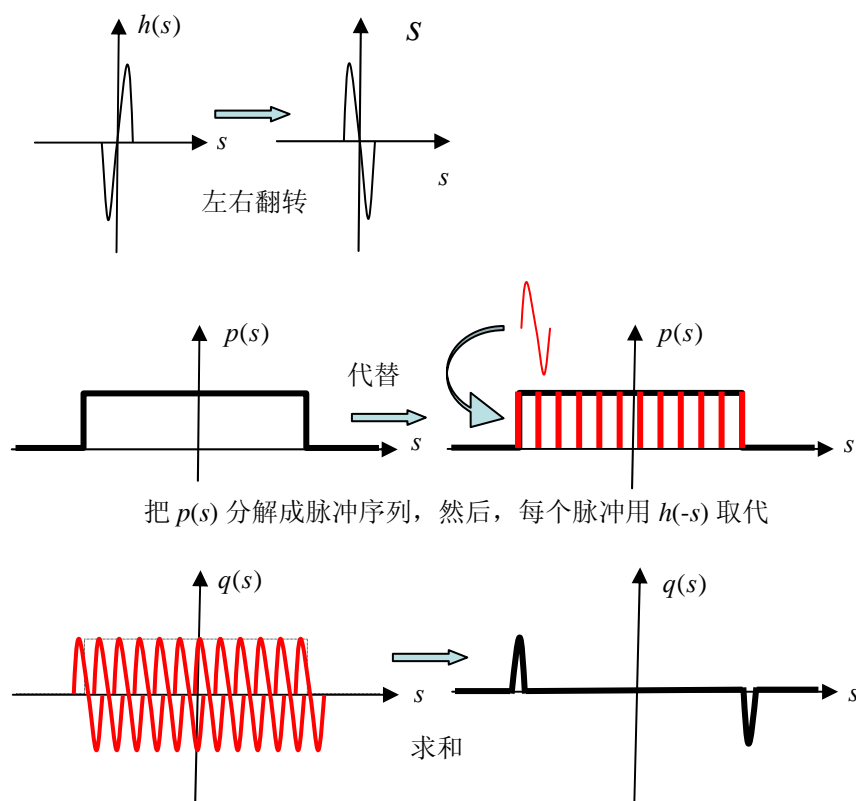 h(s)
S
s
s
左右翻转
p(s)
p(s)
代替
s
s
把 p(s) 分解成脉冲序列，然后，每个脉冲用 h(-s) 取代
q(s)
q(s)
s
s
求和